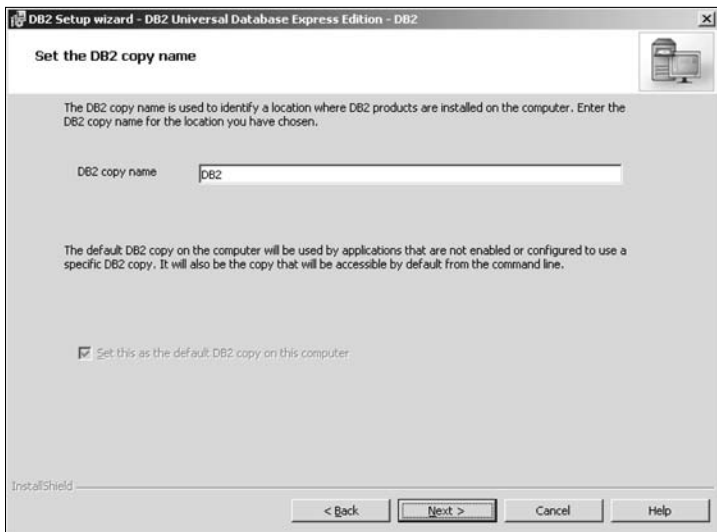 DB2 Setup wizard - DB2 Universal Database Express Edition - DB2
Set the DB2 copy name
The DB2 copy name is used to identify a location where DB2 products are installed on the computer. Enter the
DB2 copy name for the location you have chosen.
DB2 copy name
DB2
The default DB2 copy on the computer will be used by applications that are not enabled or configured to use a
specific DB2 copy. It will also be the copy that will be accessible by default from the command line.
Set this as the default DB2 copy on this computer
InstallShield
< Back
Next >
Cancel
Help